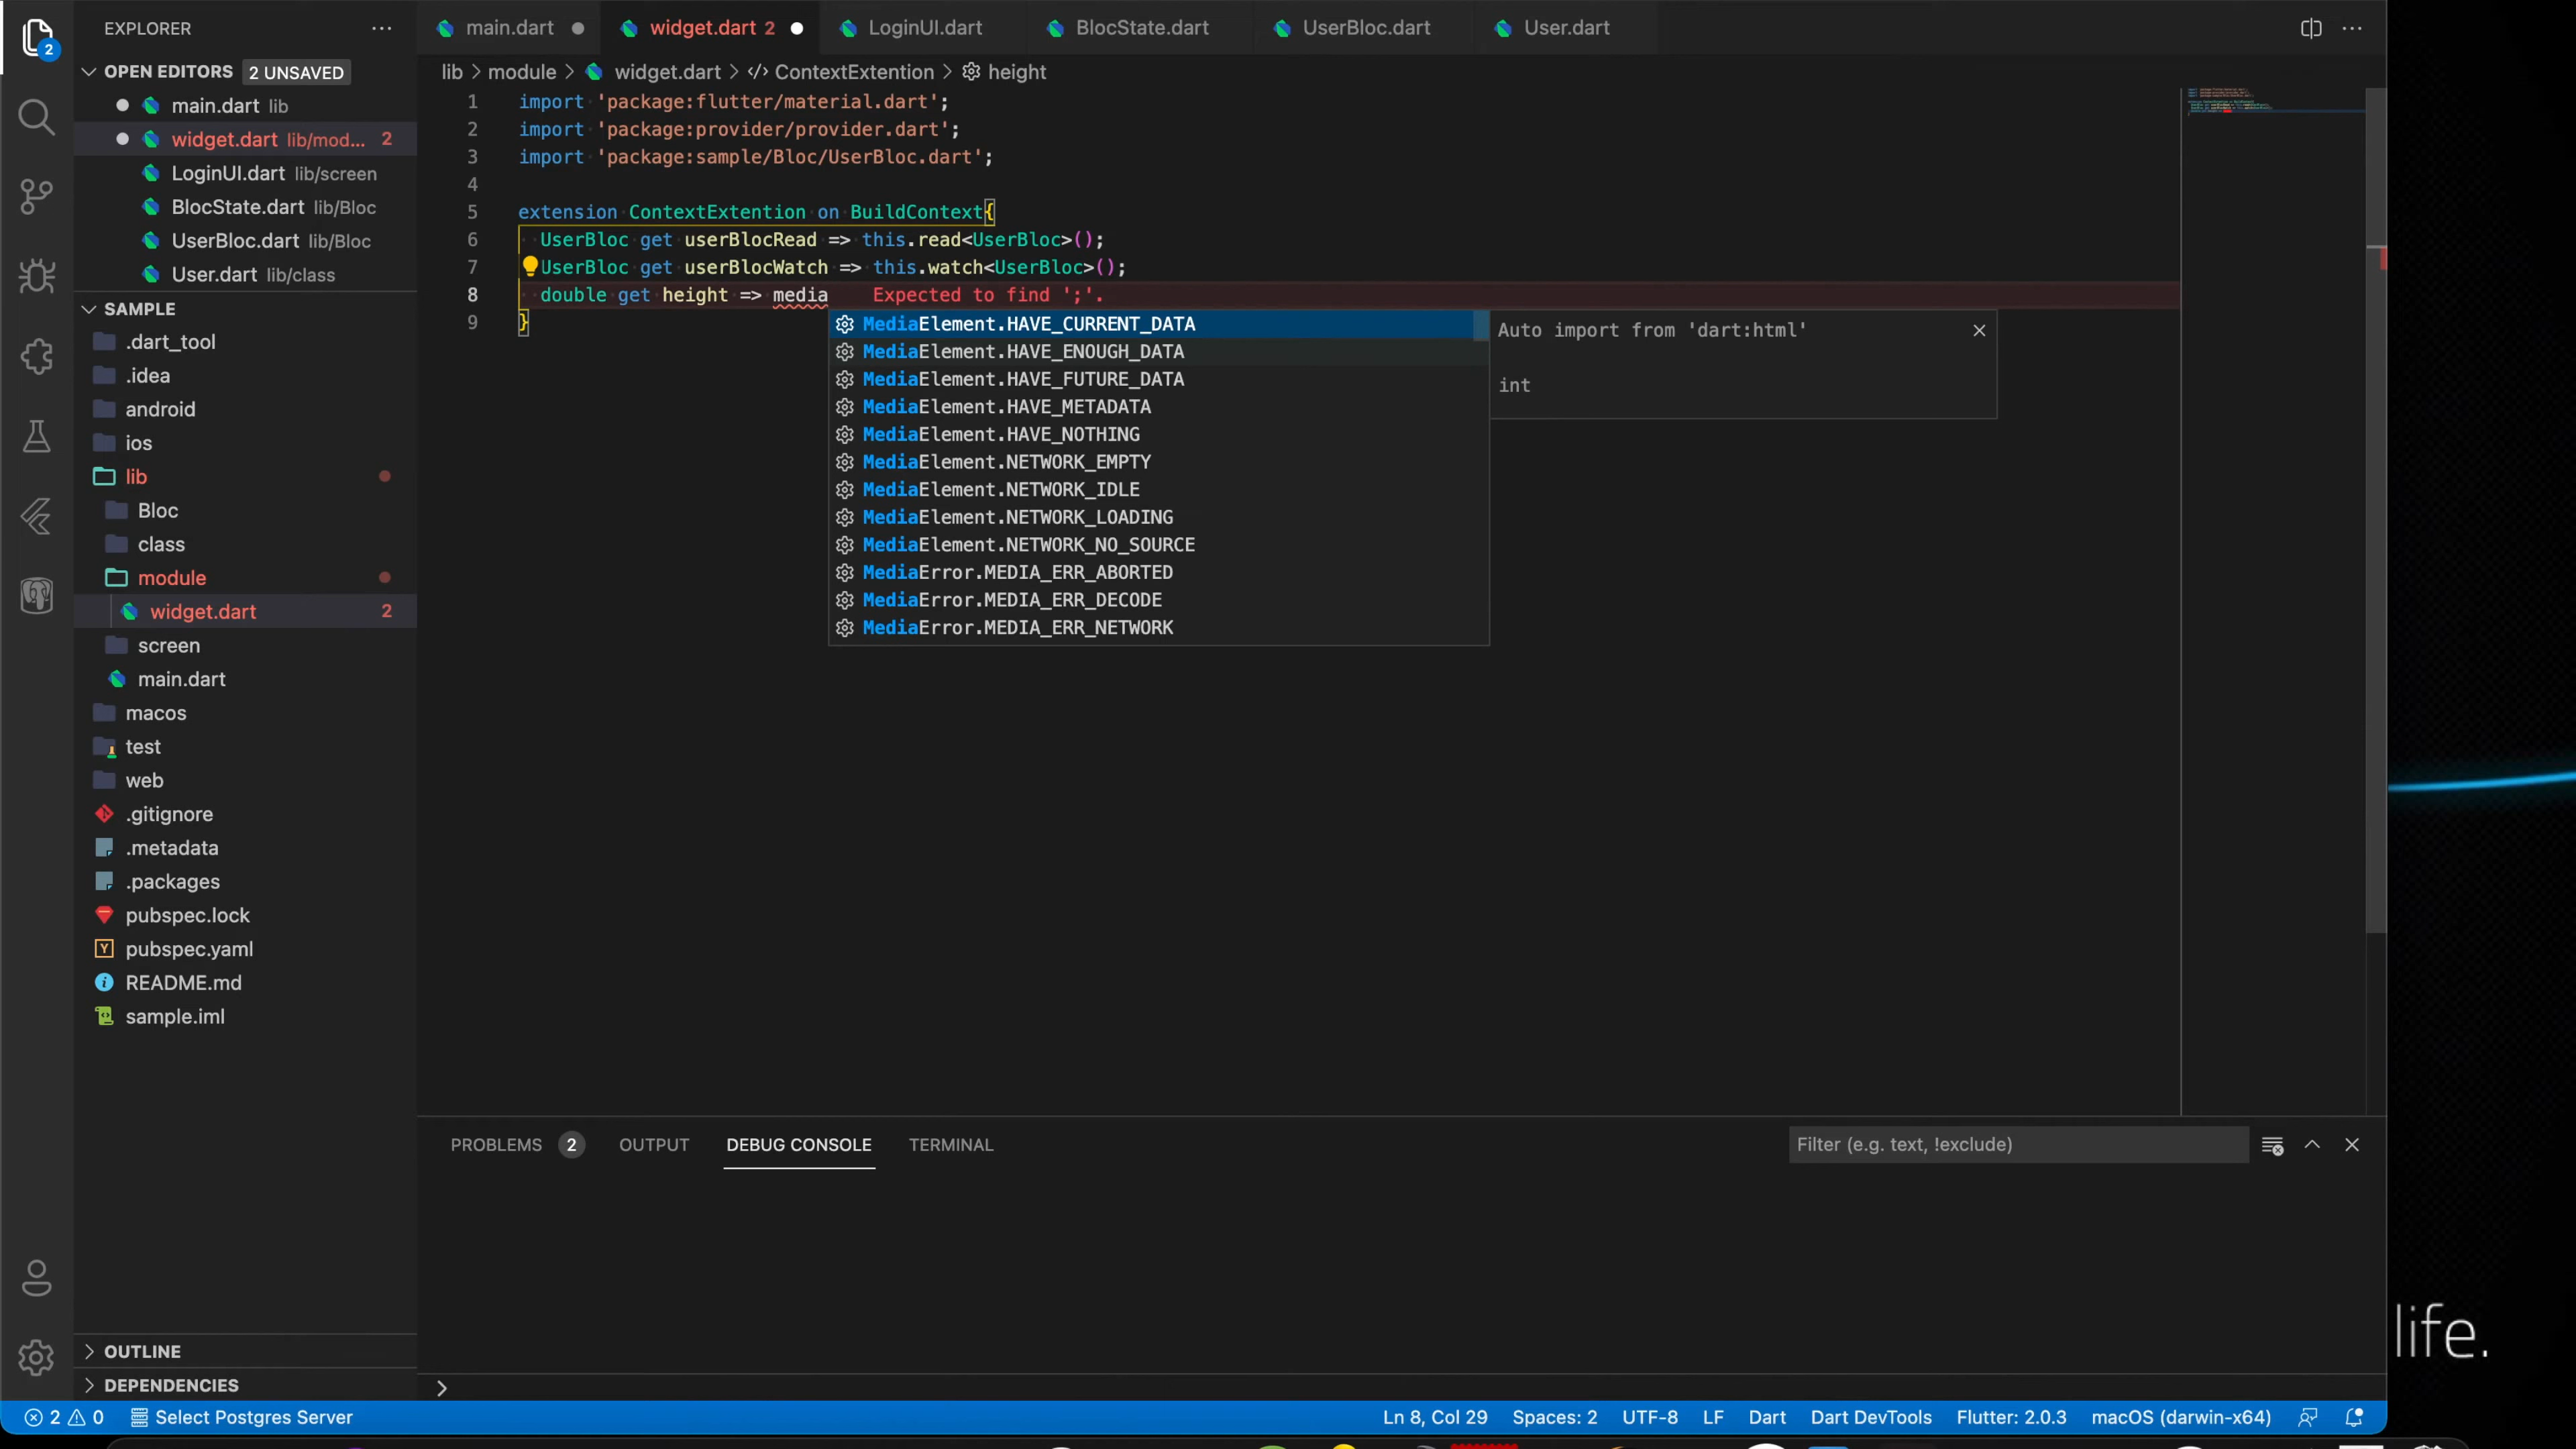 EXPLORER
OPEN EDITORS 2 UNSAVED
main.dart lib
widget.dart lib/mod... 2
LoginUI.dart lib/screen
BlocState.dart lib/Bloc
UserBloc.dart lib/Bloc
User.dart lib/class
SAMPLE
.dart_tool
.idea
android
ios
lib
Bloc
class
module
widget.dart 2
screen
main.dart
macos
test
web
.gitignore
.metadata
.packages
pubspec.lock
pubspec.yaml
README.md
sample.iml
OUTLINE
DEPENDENCIES
2
main.dart widget.dart 2 LoginUI.dart BlocState.dart UserBloc.dart User.dart
lib > module > widget.dart > ContextExtention > height
1 import 'package:flutter/material.dart';
2 import 'package:provider/provider.dart';
3 import 'package:sample/Bloc/UserBloc.dart';
4
5 extension ContextExtention on BuildContext{
6 UserBloc get userBlocRead => this.read<UserBloc>();
7 UserBloc get userBlocWatch => this.watch<UserBloc>();
8 double get height => media Expected to find ';'.
9 }
MediaElement.HAVE_CURRENT_DATA
MediaElement.HAVE_ENOUGH_DATA
MediaElement.HAVE_FUTURE_DATA
MediaElement.HAVE_METADATA
MediaElement.HAVE_NOTHING
MediaElement.NETWORK_EMPTY
MediaElement.NETWORK_IDLE
MediaElement.NETWORK_LOADING
MediaElement.NETWORK_NO_SOURCE
MediaError.MEDIA_ERR_ABORTED
MediaError.MEDIA_ERR_DECODE
MediaError.MEDIA_ERR_NETWORK
Auto import from 'dart:html'
int
PROBLEMS 2 OUTPUT DEBUG CONSOLE TERMINAL
Filter (e.g. text, !exclude)
life.
2 0 Select Postgres Server Ln 8, Col 29 Spaces: 2 UTF-8 LF Dart Dart DevTools Flutter: 2.0.3 macOS (darwin-x64)